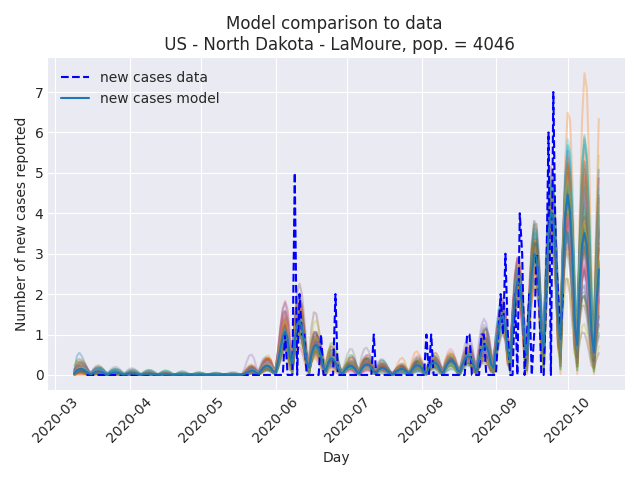 Model comparison to data
US - North Dakota - LaMoure, pop. = 4046
new cases data
new cases model
Number of new cases reported
7
6
5
4
3
2
1
0
2020-03
2020-04
2020-05
2020-06
2020-07
2020-08
2020-09
2020-10
Day